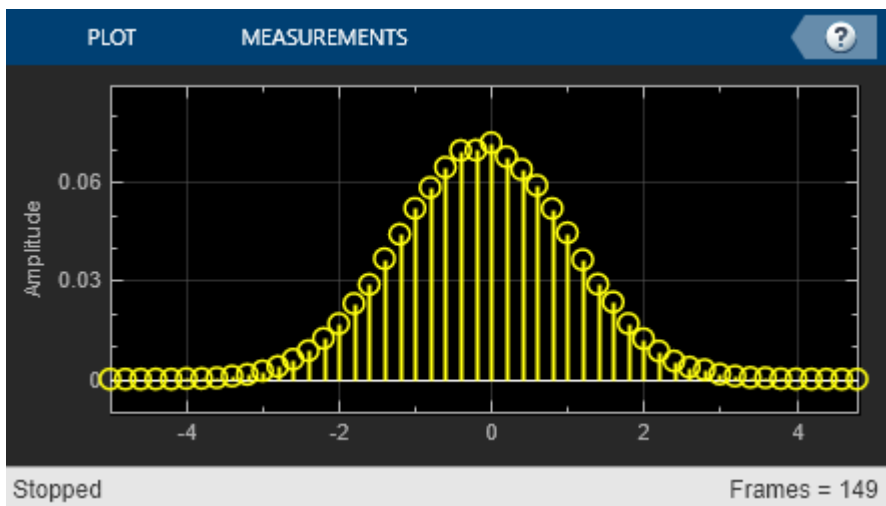 PLOT MEASUREMENTS ?
0.06
0.03
0
Amplitude
-4 -2 0 2 4
Stopped Frames = 149